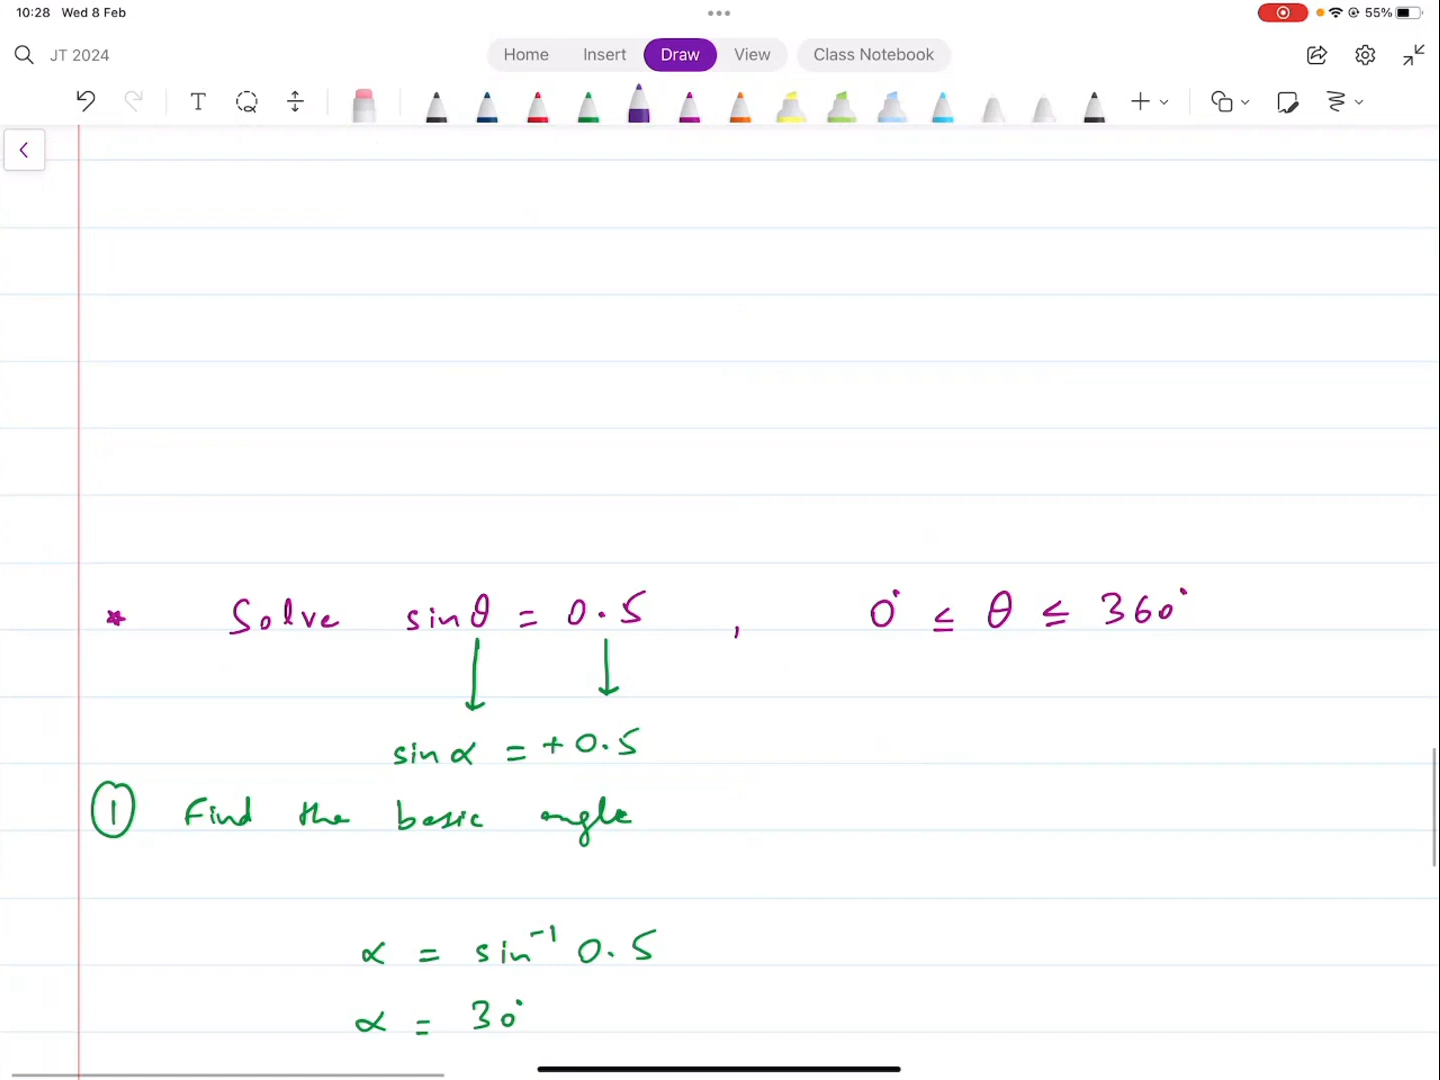 10:28 Wed 8 Feb 55%
JT 2024 Home Insert Draw View Class Notebook
T
* Solve sinθ = 0.5 , 0° ≤ θ ≤ 360°
sin α = +0.5
① Find the basic angle
α = sin⁻¹ 0.5
α = 30°